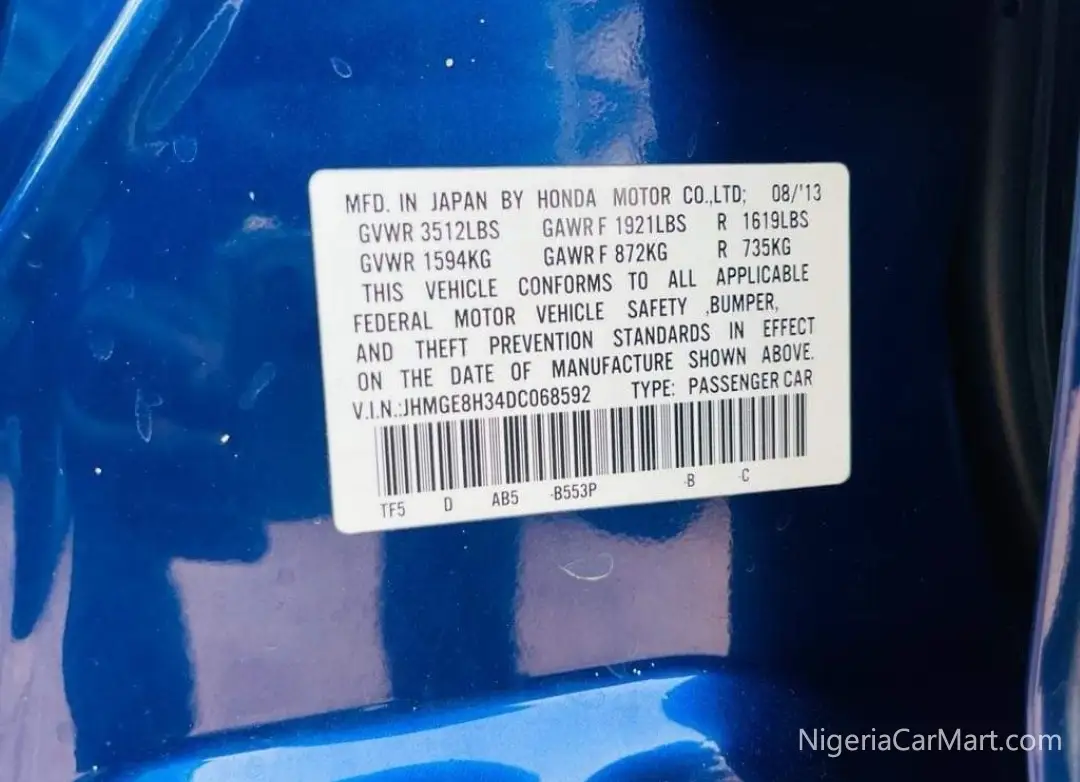 MFD. IN JAPAN BY HONDA MOTOR CO.,LTD; 08/'13
GVWR 3512LBS GAWR F 1921LBS R 1619LBS
GVWR 1594KG GAWR F 872KG R 735KG
THIS VEHICLE CONFORMS TO ALL APPLICABLE
FEDERAL MOTOR VEHICLE SAFETY ,BUMPER,
AND THEFT PREVENTION STANDARDS IN EFFECT
ON THE DATE OF MANUFACTURE SHOWN ABOVE.
V.I.N.:JHMGE8H34DC068592 TYPE: PASSENGER CAR
TF5 D AB5 -B553P -B -C
NigeriaCarMart.com